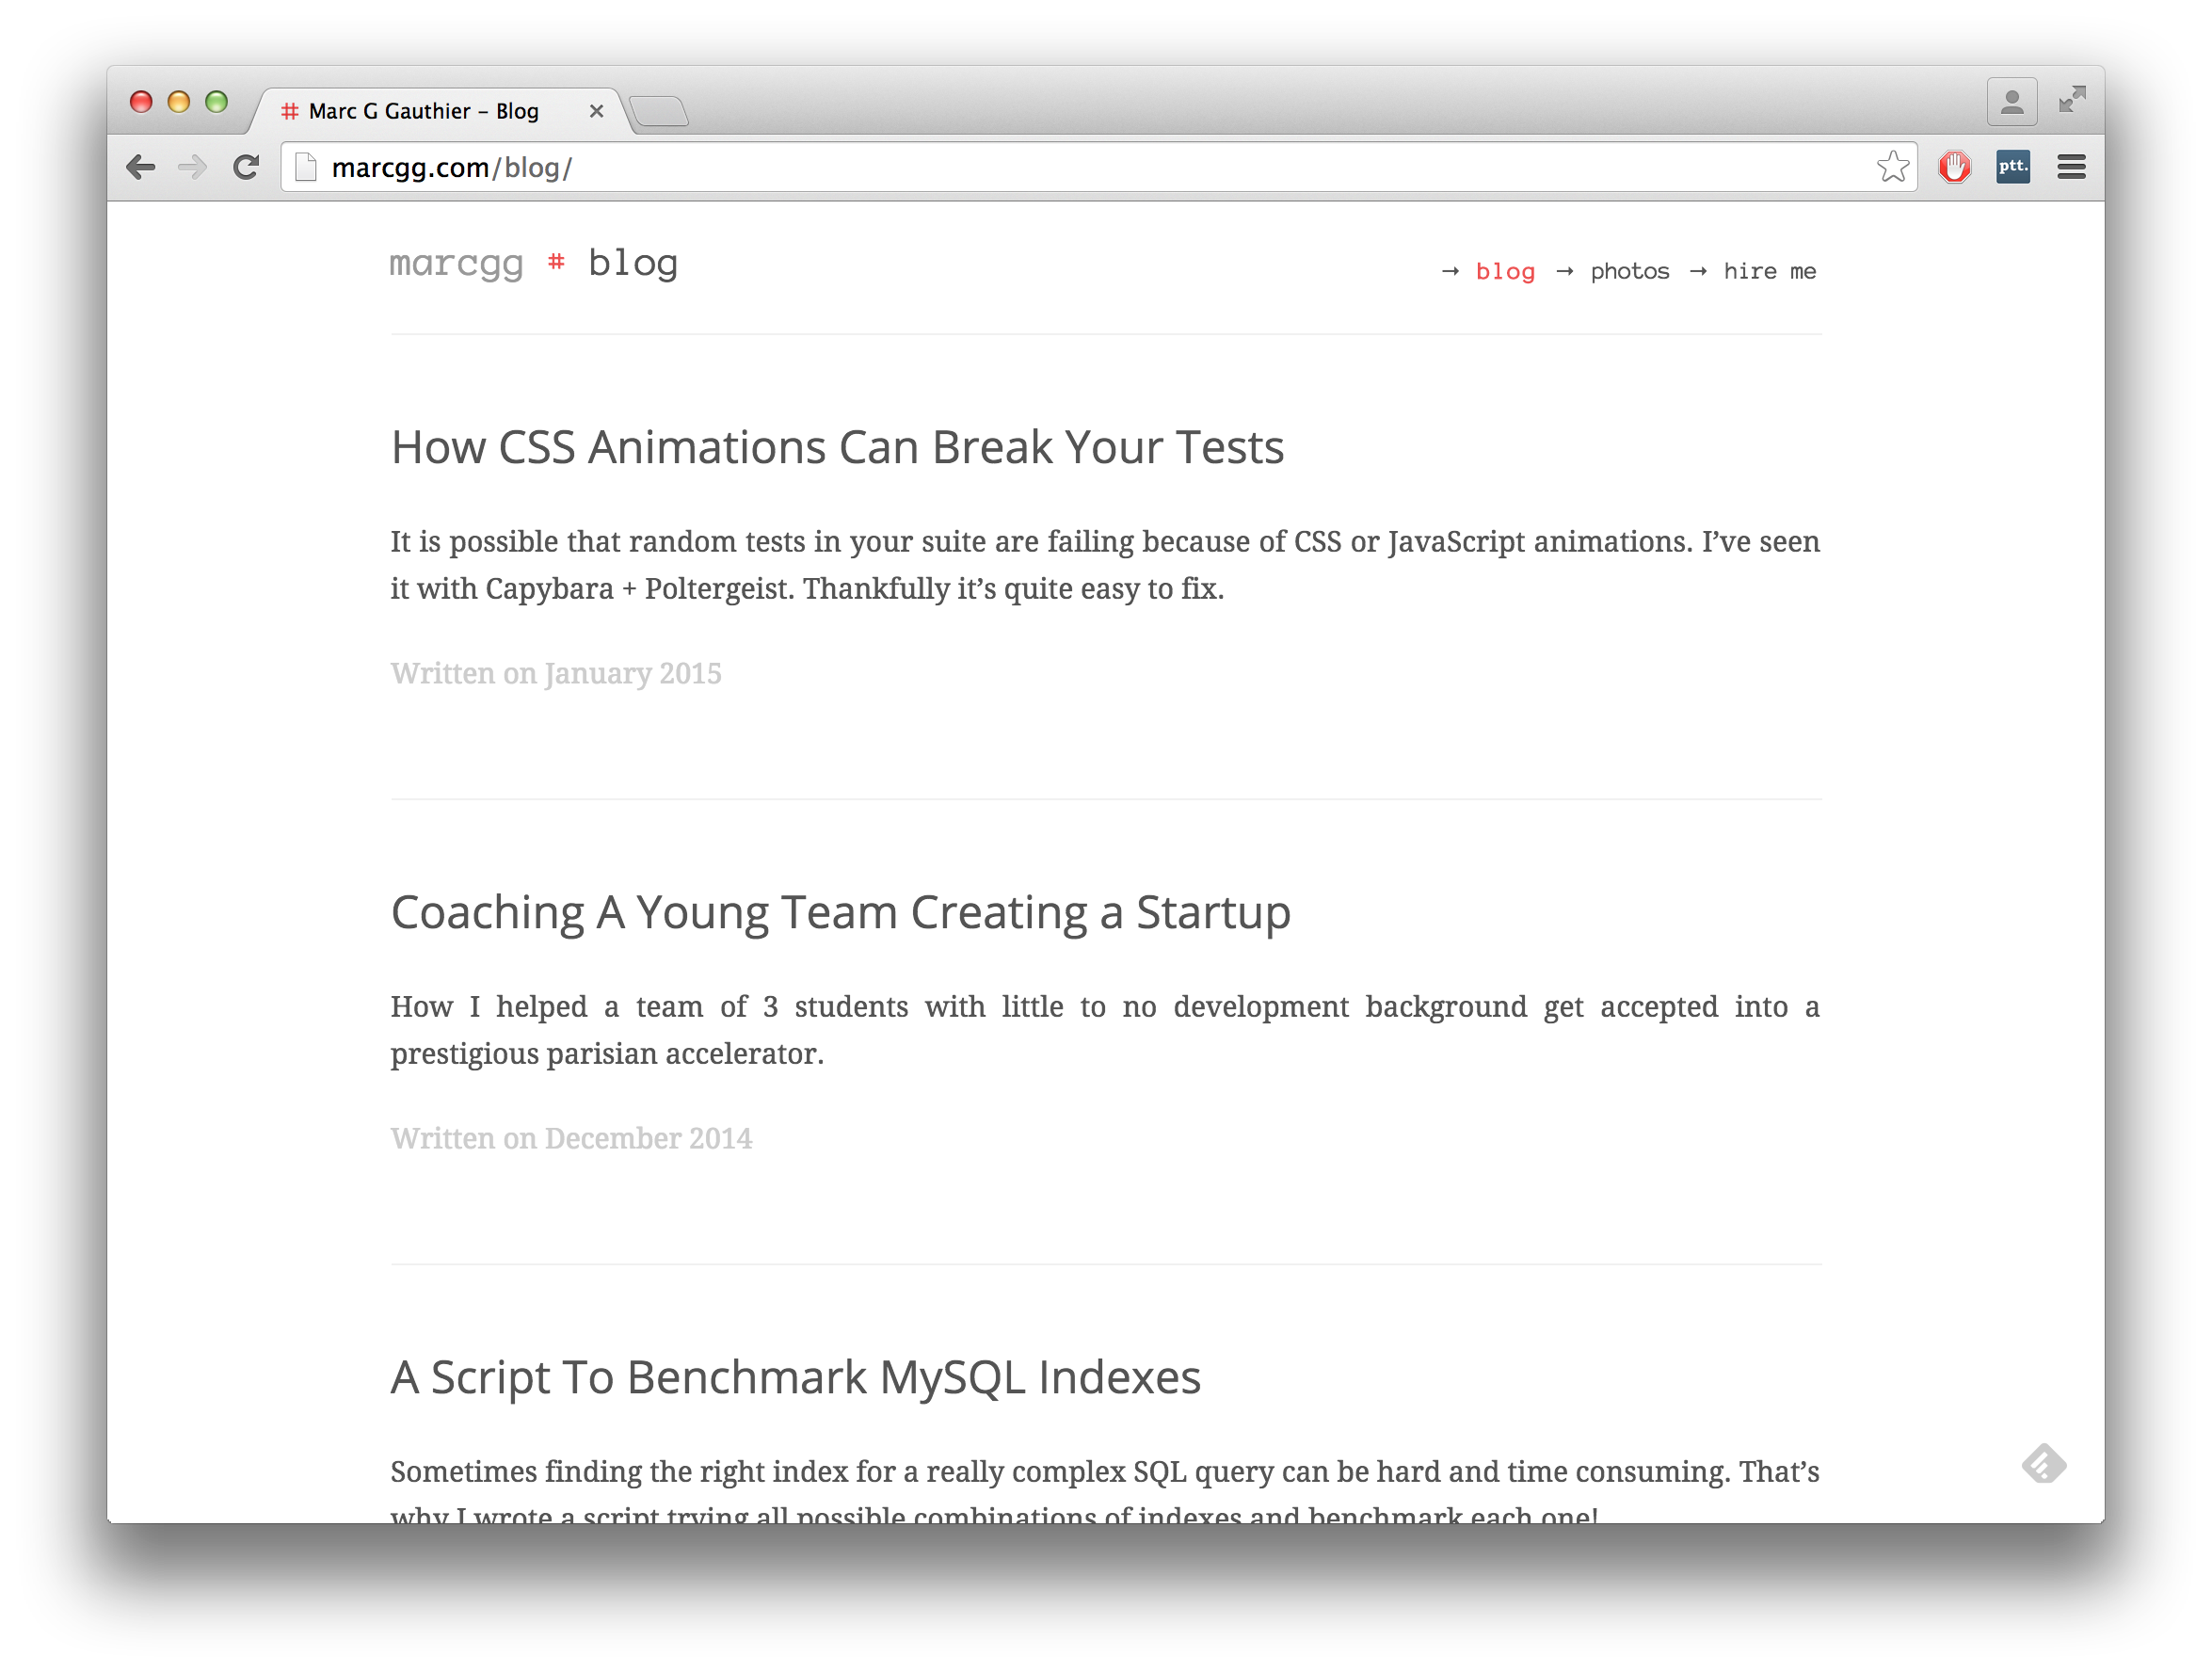 # Marc G Gauthier – Blog
marcgg.com/blog/
ptt.
marcgg # blog
→ blog → photos → hire me
How CSS Animations Can Break Your Tests
It is possible that random tests in your suite are failing because of CSS or JavaScript animations. I’ve seen
it with Capybara + Poltergeist. Thankfully it’s quite easy to fix.
Written on January 2015
Coaching A Young Team Creating a Startup
How I helped a team of 3 students with little to no development background get accepted into a
prestigious parisian accelerator.
Written on December 2014
A Script To Benchmark MySQL Indexes
Sometimes finding the right index for a really complex SQL query can be hard and time consuming. That’s
why I wrote a script trying all possible combinations of indexes and benchmark each one!